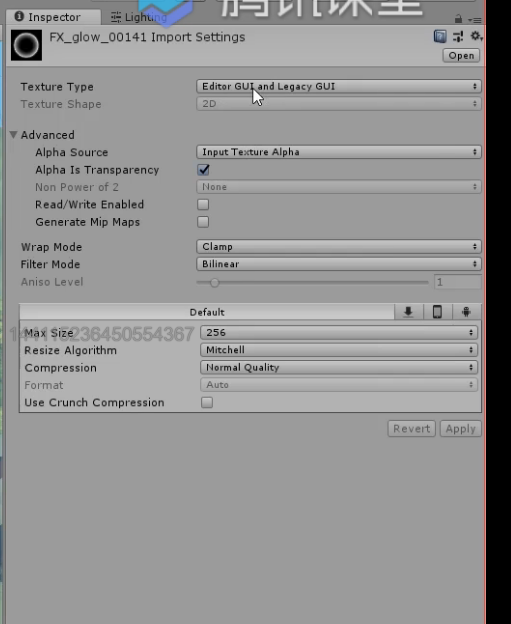 Inspector
Lighting
腾讯课堂
FX_glow_00141 Import Settings
Open
Texture Type Editor GUI and Legacy GUI
Texture Shape 2D
Advanced
Alpha Source Input Texture Alpha
Alpha Is Transparency
Non Power of 2 None
Read/Write Enabled
Generate Mip Maps
Wrap Mode Clamp
Filter Mode Bilinear
Aniso Level 1
Default
Max Size 256
144115236450554367
Resize Algorithm Mitchell
Compression Normal Quality
Format Auto
Use Crunch Compression
Revert Apply